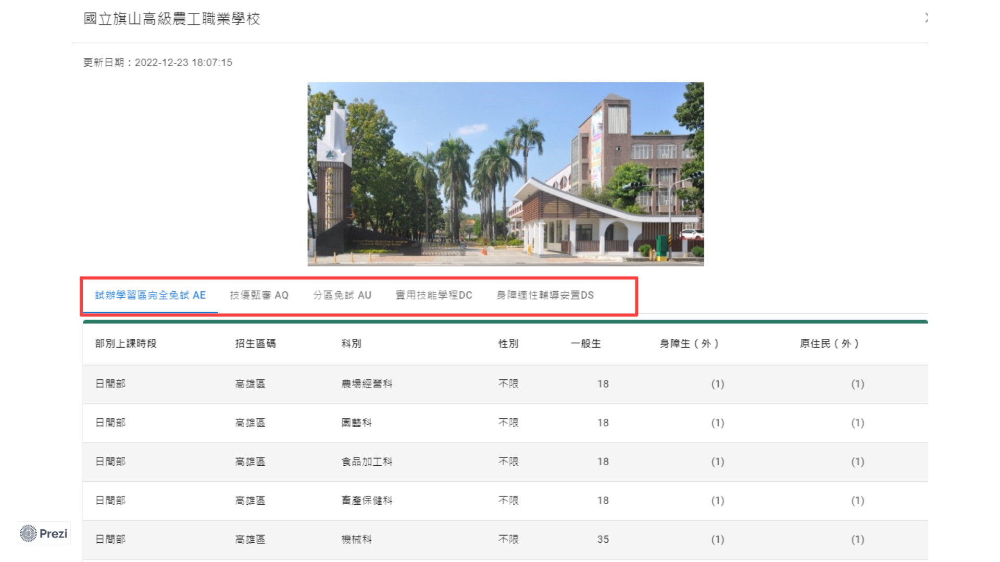 國立旗山高級農工職業學校
更新日期：2022-12-23 18:07:15
試辦學習區完全免試 AE 技優甄審 AQ 分區免試 AU 實用技能學程DC 身障適性輔導安置DS
部別上課時段 招生區碼 科別 性別 一般生 身障生（外） 原住民（外）
日間部 高雄區 農場經營科 不限 18 (1) (1)
日間部 高雄區 園藝科 不限 18 (1) (1)
日間部 高雄區 食品加工科 不限 18 (1) (1)
日間部 高雄區 畜產保健科 不限 18 (1) (1)
日間部 高雄區 機械科 不限 35 (1) (1)
Prezi